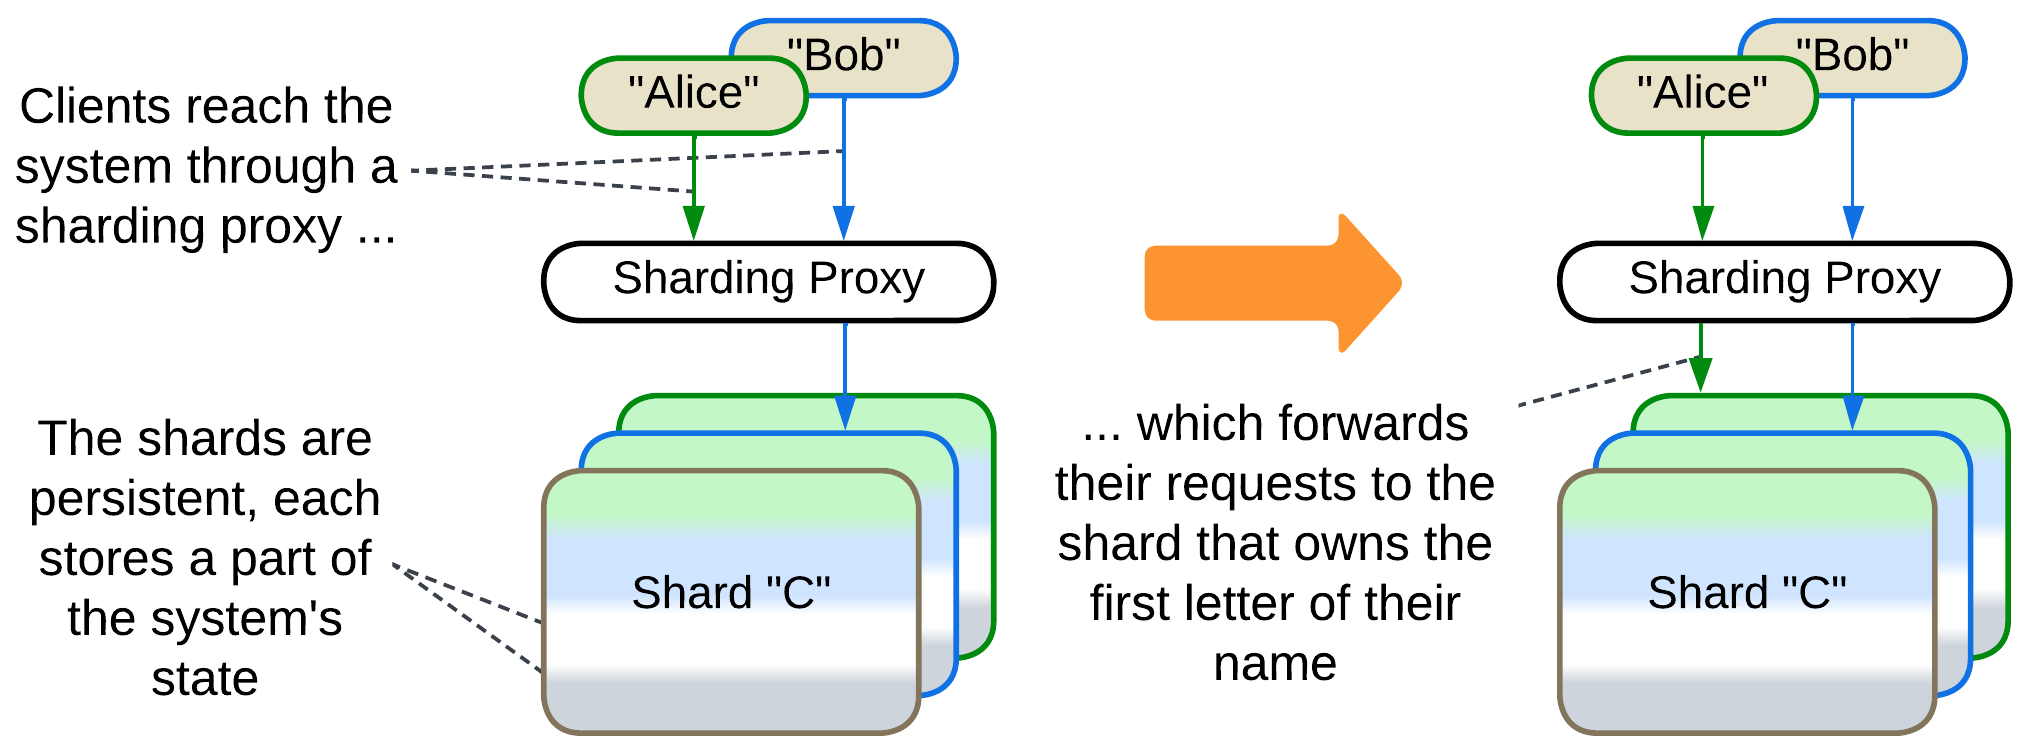 "Bob"
"Alice"
Clients reach the
system through a
sharding proxy ...
Sharding Proxy
The shards are
persistent, each
stores a part of
the system's
state
Shard "C"
... which forwards
their requests to the
shard that owns the
first letter of their
name
"Bob"
"Alice"
Sharding Proxy
Shard "C"